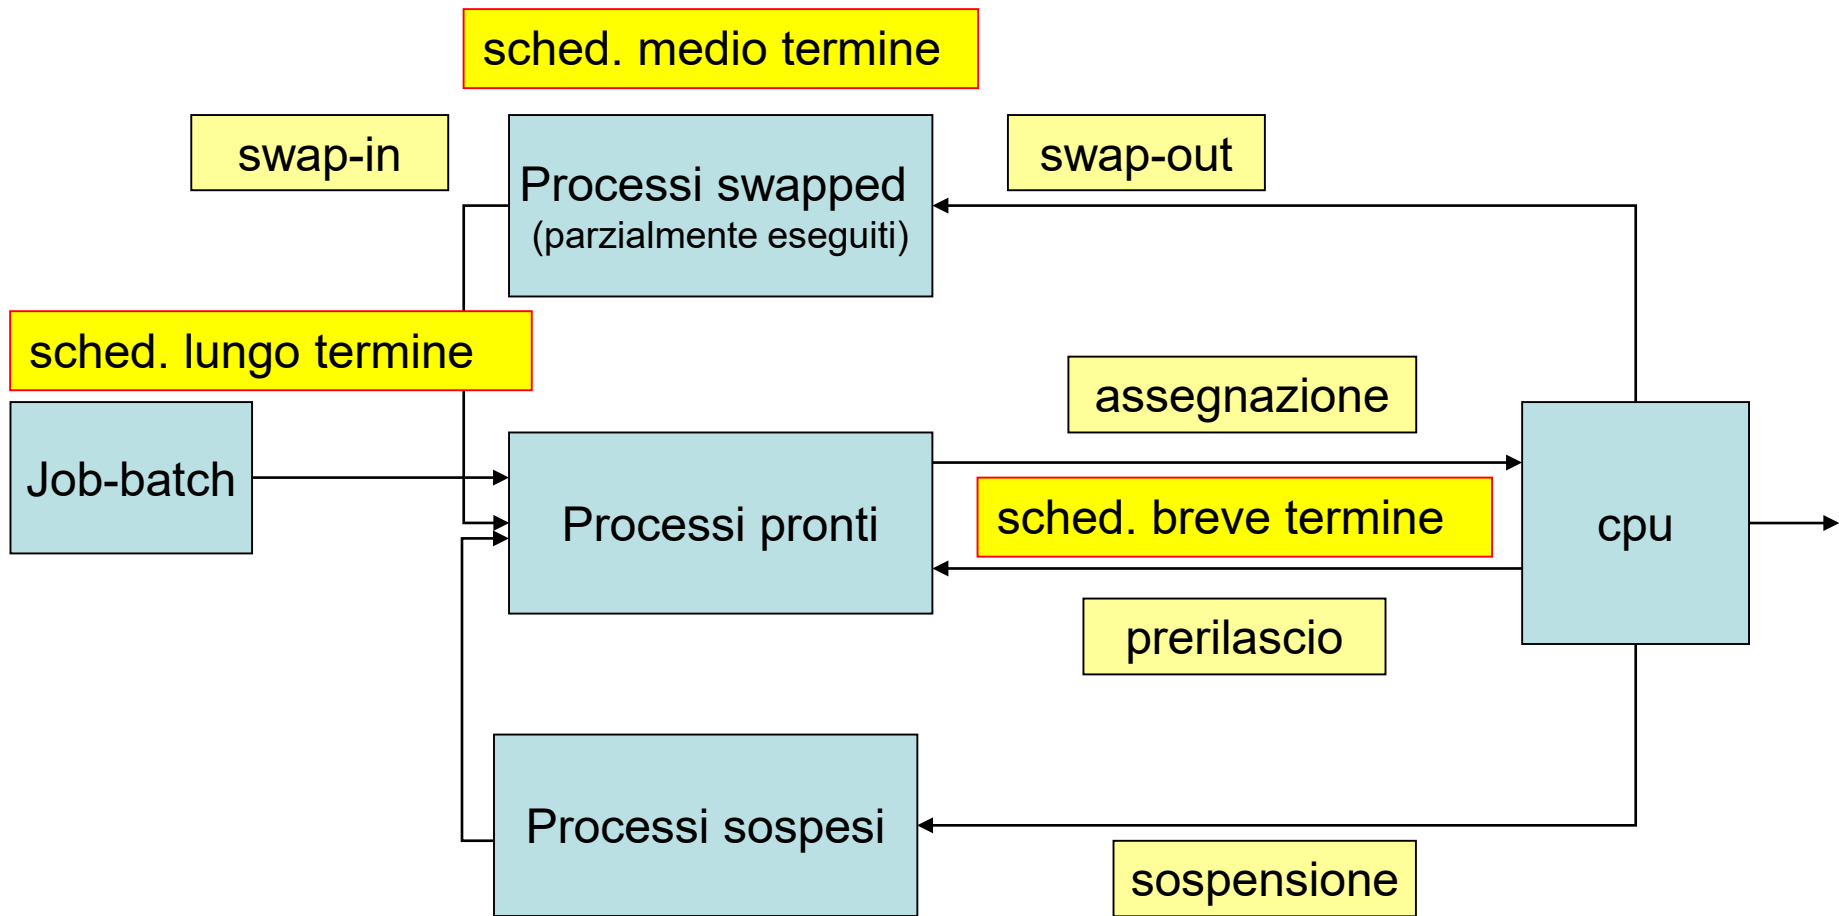 sched. medio termine
swap-in
Processi swapped
(parzialmente eseguiti)
swap-out
sched. lungo termine
assegnazione
Job-batch
Processi pronti
sched. breve termine
cpu
prerilascio
Processi sospesi
sospensione